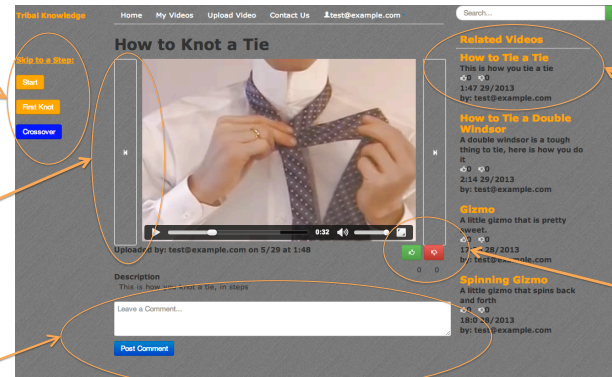 Tribal Knowledge
Home My Videos Upload Video Contact Us test@example.com
Search...
How to Knot a Tie
Skip to a Step:
Start
First Knot
Crossover
0:32
Uploaded by: test@example.com on 5/29 at 1:48
0 0
Description
This is how you knot a tie, in steps
Leave a Comment...
Post Comment
Related Videos
How to Tie a Tie
This is how you tie a tie
0 0
1:47 29/2013
by: test@example.com
How to Tie a Double
Windsor
A double windsor is a tough
thing to tie, here is how you do
it
0 0
2:14 29/2013
by: test@example.com
Gizmo
A little gizmo that is pretty
sweet.
0 0
28/2013
by: test@example.com
Spinning Gizmo
A little gizmo that spins back
and forth
0 0
18:0 28/2013
by: test@example.com